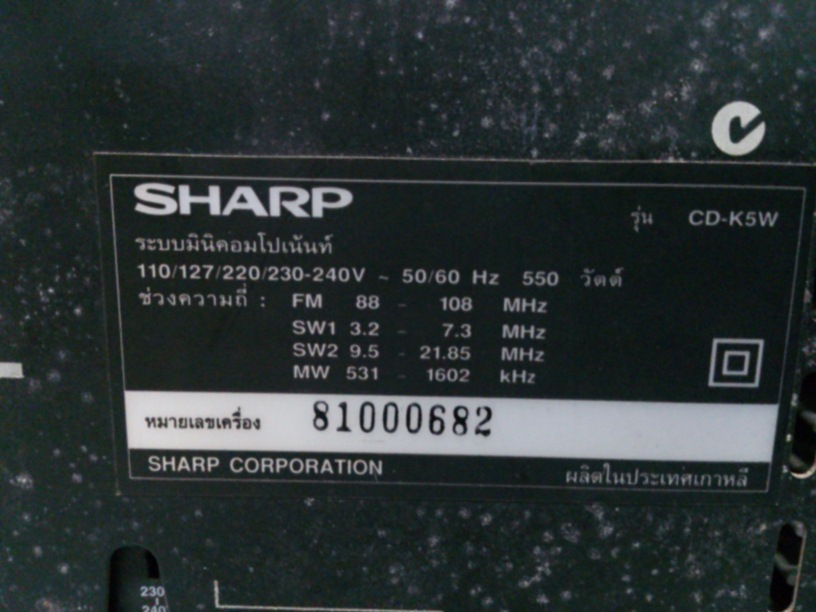 SHARP
รุ่น CD-K5W
ระบบมินิคอมโปเน้นท์
110/127/220/230-240V ~ 50/60 Hz 550 วัตต์
ช่วงความถี่ : FM 88 - 108 MHz
SW1 3.2 - 7.3 MHz
SW2 9.5 - 21.85 MHz
MW 531 - 1602 kHz
หมายเลขเครื่อง 81000682
SHARP CORPORATION
ผลิตในประเทศเกาหลี
230
240